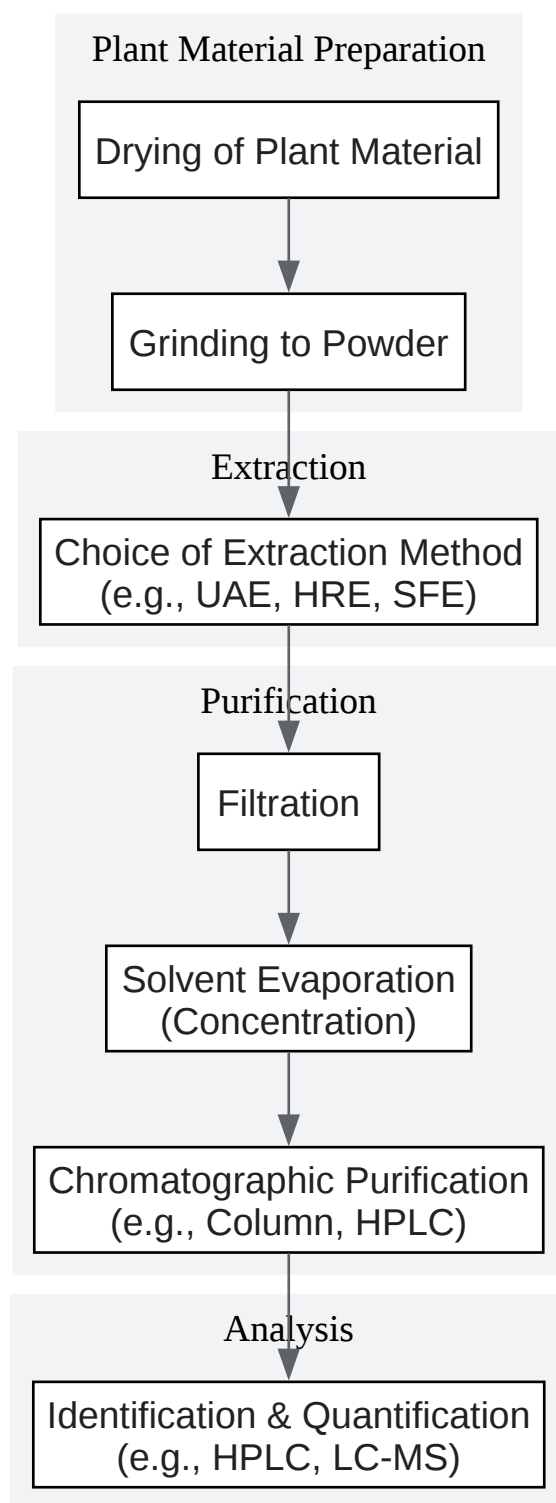 Plant Material Preparation
Drying of Plant Material
Grinding to Powder
Extraction
Choice of Extraction Method
(e.g., UAE, HRE, SFE)
Purification
Filtration
Solvent Evaporation
(Concentration)
Chromatographic Purification
(e.g., Column, HPLC)
Analysis
Identification & Quantification
(e.g., HPLC, LC-MS)